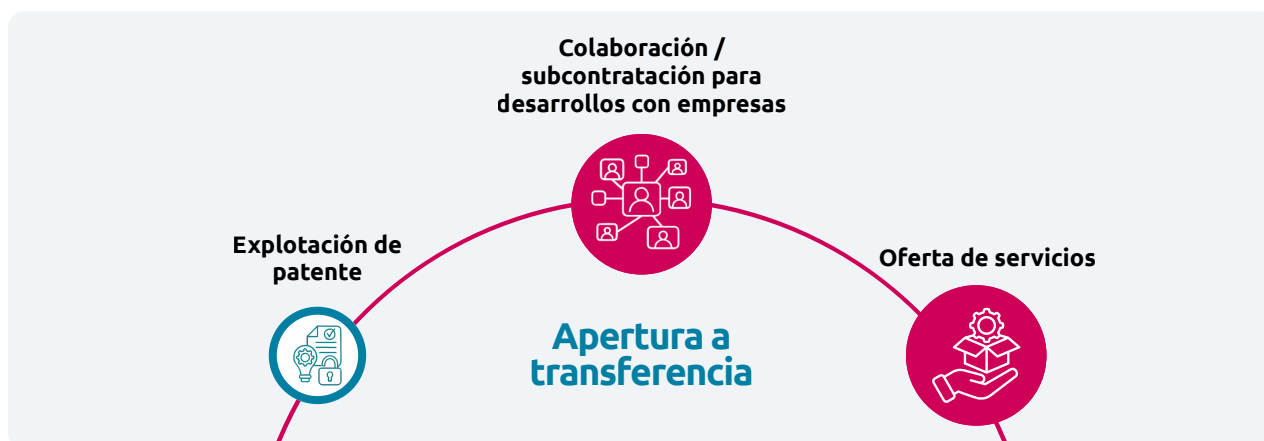 Colaboración /
subcontratación para
desarrollos con empresas
Explotación de
patente
Oferta de servicios
Apertura a
transferencia